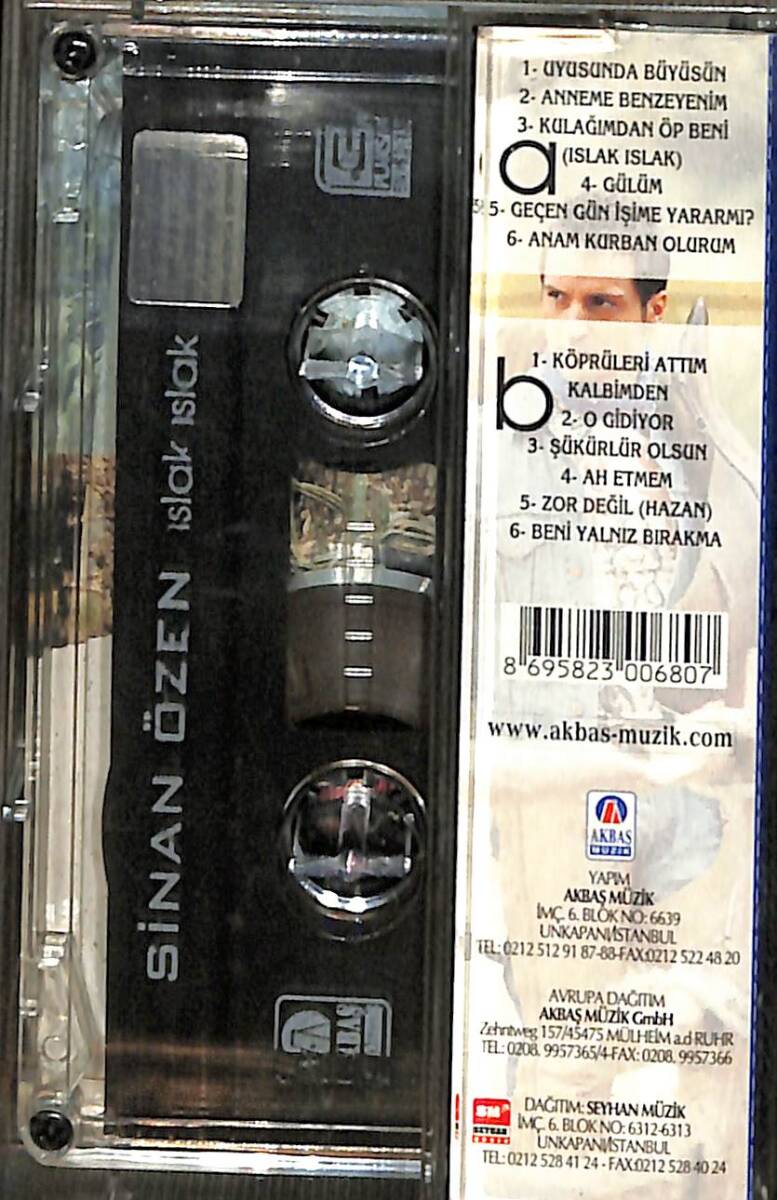 SİNAN ÖZEN ıslak ıslak
1- UYUSUNDA BÜYÜSÜN
2- ANNEME BENZEYENİM
3- KULAĞIMDAN ÖP BENİ
a (ISLAK ISLAK)
4- GÜLÜM
5- GEÇEN GÜN İŞİME YARARMI?
6- ANAM KURBAN OLURUM
1- KÖPRÜLERİ ATTIM
b KALBİMDEN
2- O GİDİYOR
3- ŞÜKÜRLÜR OLSUN
4- AH ETMEM
5- ZOR DEĞİL (HAZAN)
6- BENİ YALNIZ BIRAKMA
8 695823 006807
www.akbas-muzik.com
AKBAŞ
MÜZİK
YAPIM
AKBAŞ MÜZİK
İMÇ. 6. BLOK NO: 6639
UNKAPANI/İSTANBUL
TEL: 0212 512 91 87-88-FAX:0212 522 48 20
AVRUPA DAĞITIM
AKBAŞ MÜZİK GmbH
Zehntweg 157/45475 MÜLHEİM a.d RUHR
TEL: 0208. 9957365/4-FAX: 0208. 9957366
SM
SEYHAN
MÜZİK
DAĞITIM: SEYHAN MÜZİK
İMÇ. 6. BLOK NO: 6312-6313
UNKAPANI/İSTANBUL
TEL: 0212 528 41 24 - FAX:0212 528 40 24